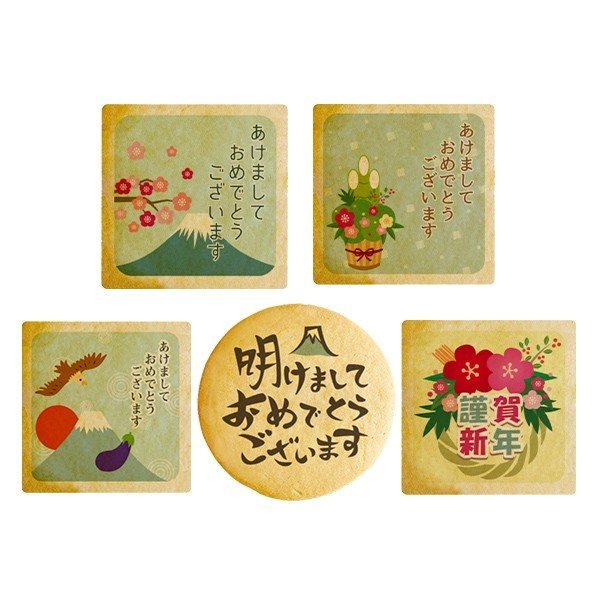 あけまして
おめでとう
ございます
あけまして
おめでとう
ございます
あけまして
おめでとう
ございます
明けまして
おめでとう
ございます
謹賀
新年